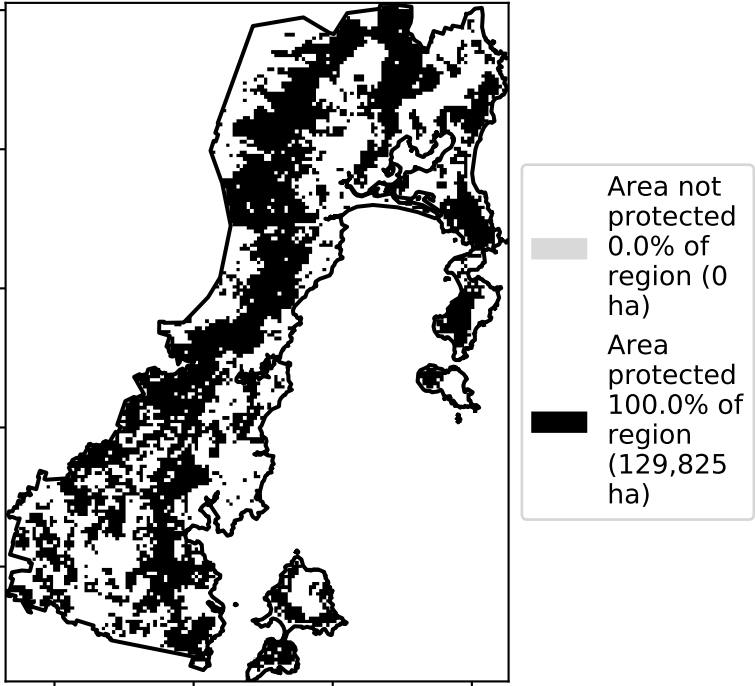 Area not
protected
0.0% of
region (0
ha)
Area
protected
100.0% of
region
(129,825
ha)